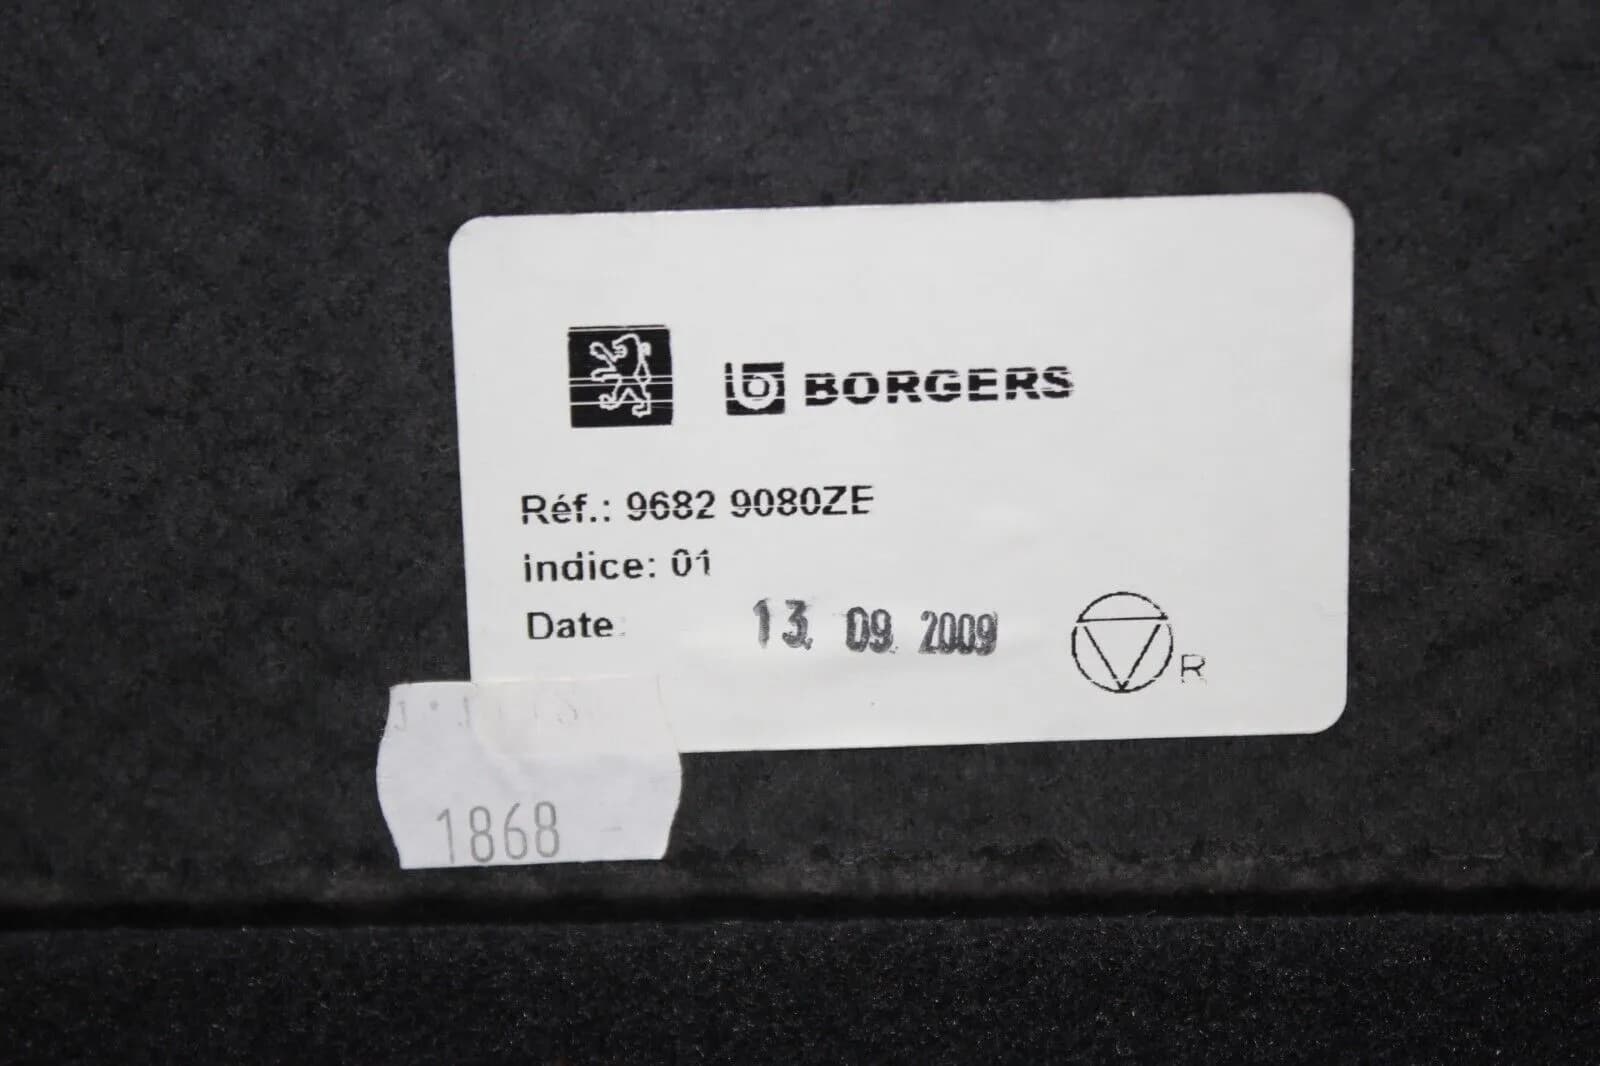 BORGERS
Réf.: 9682 9080ZE
indice: 01
Date: 13. 09. 2009
R
1868